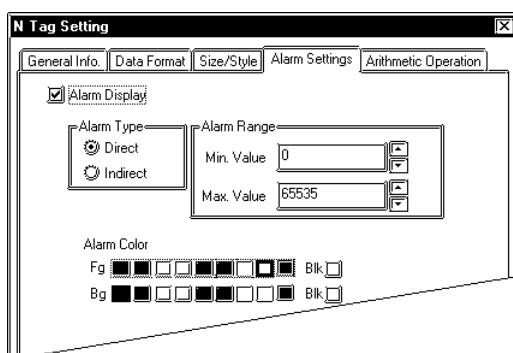 N Tag Setting
General Info. Data Format Size/Style Alarm Settings Arithmetic Operation
Alarm Display
Alarm Type Alarm Range
Direct
Min. Value 0
Indirect
Max. Value 65535
Alarm Color
Fg Blk
Bg Blk